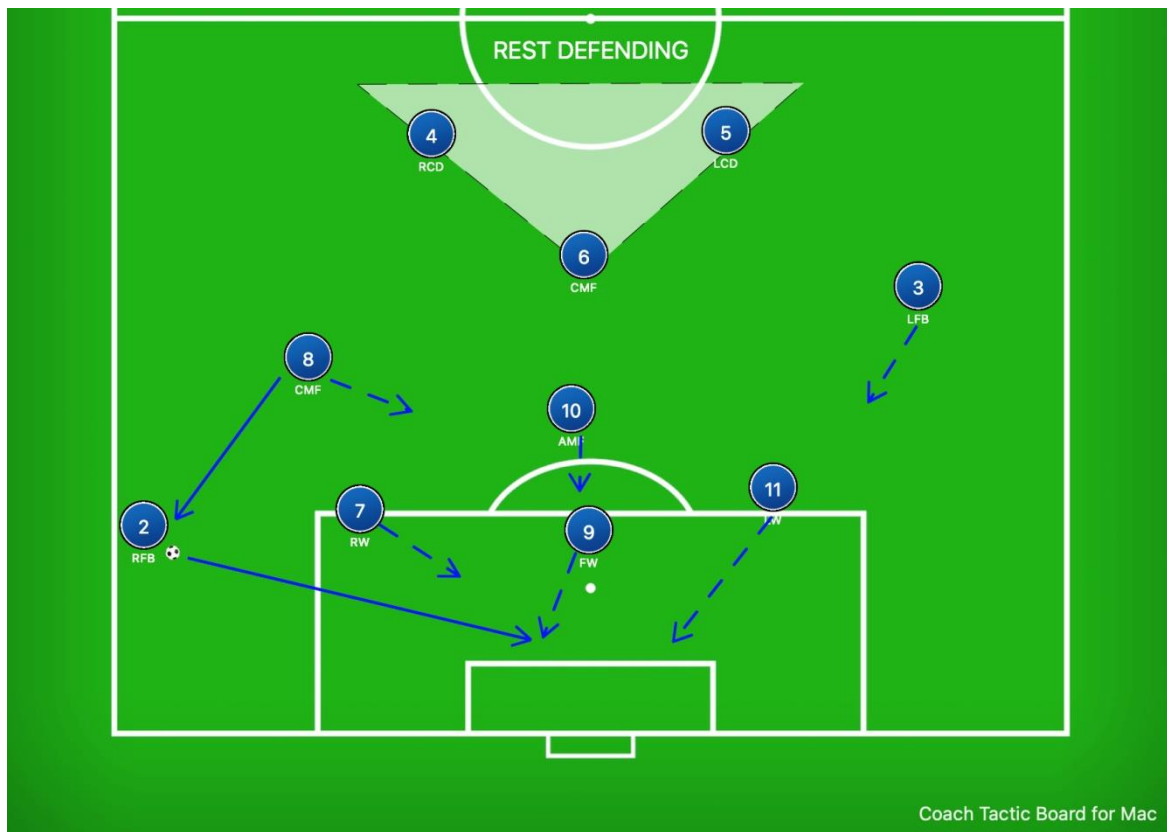 REST DEFENDING
4
RCD
5
LCD
6
CMF
3
LFB
8
CMF
10
AMF
11
7
RW
2
RFB
9
FW
Coach Tactic Board for Mac